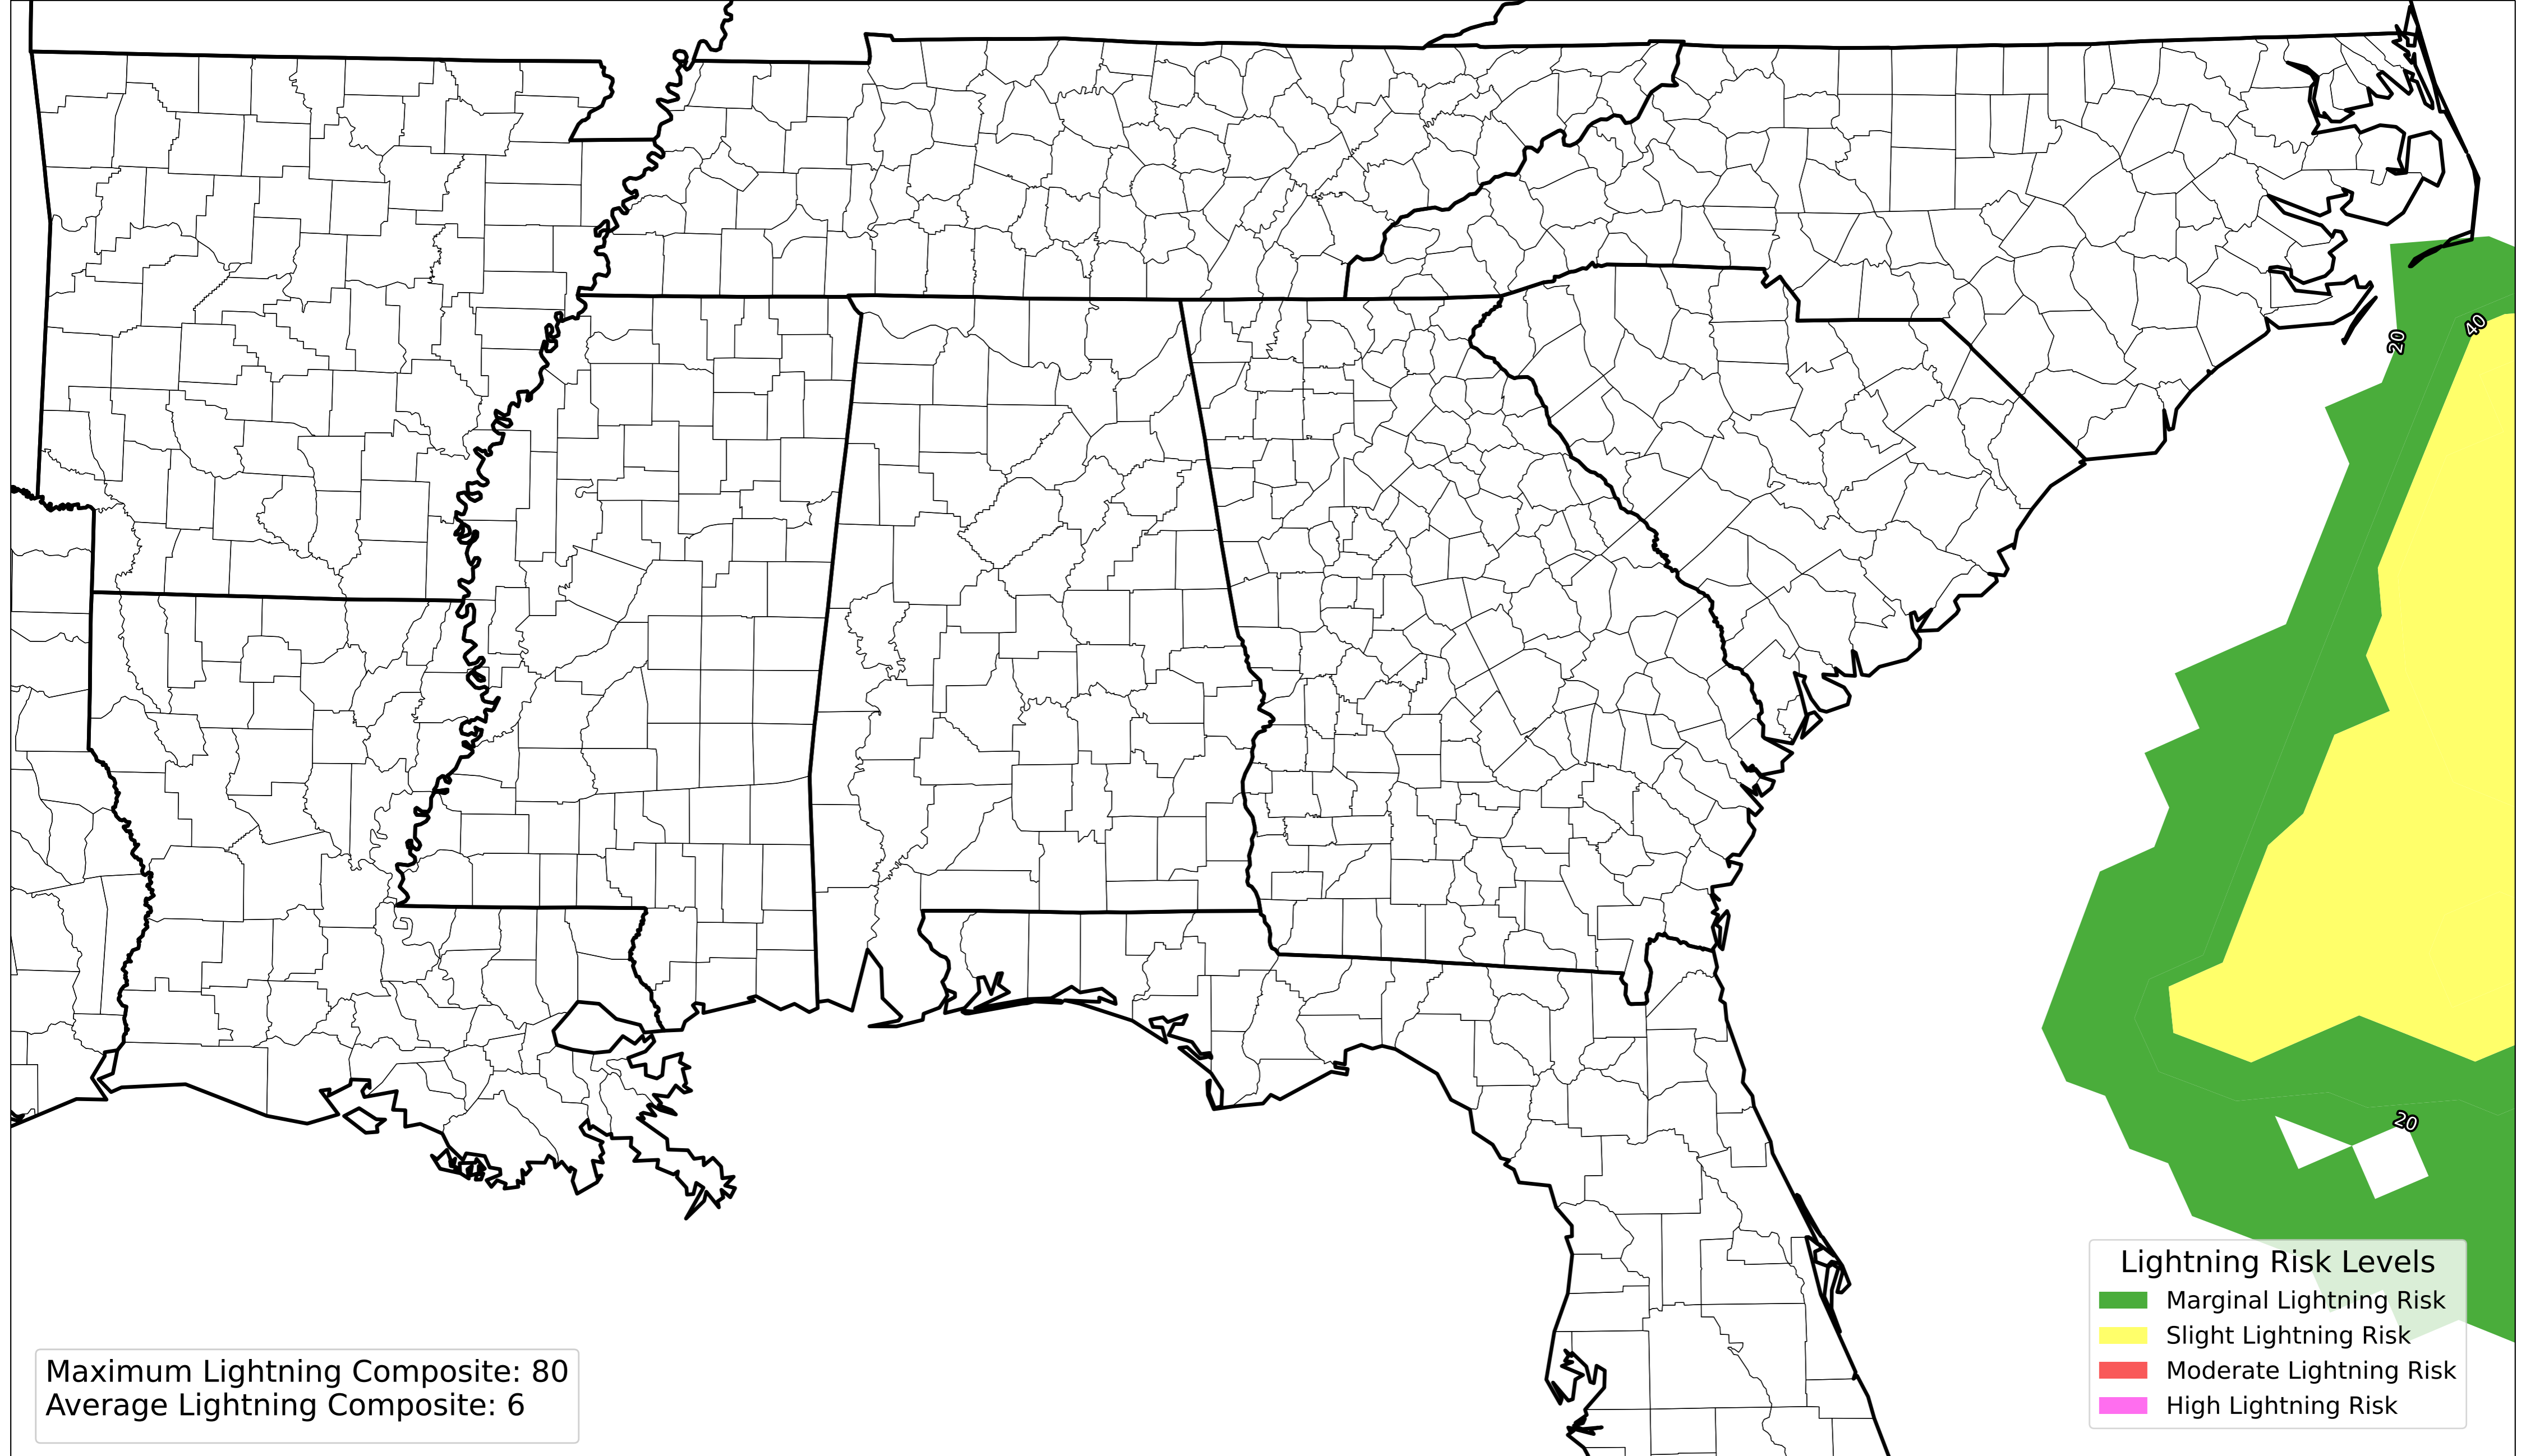 20
40
20
Lightning Risk Levels
Marginal Lightning Risk
Slight Lightning Risk
Moderate Lightning Risk
High Lightning Risk
Maximum Lightning Composite: 80
Average Lightning Composite: 6